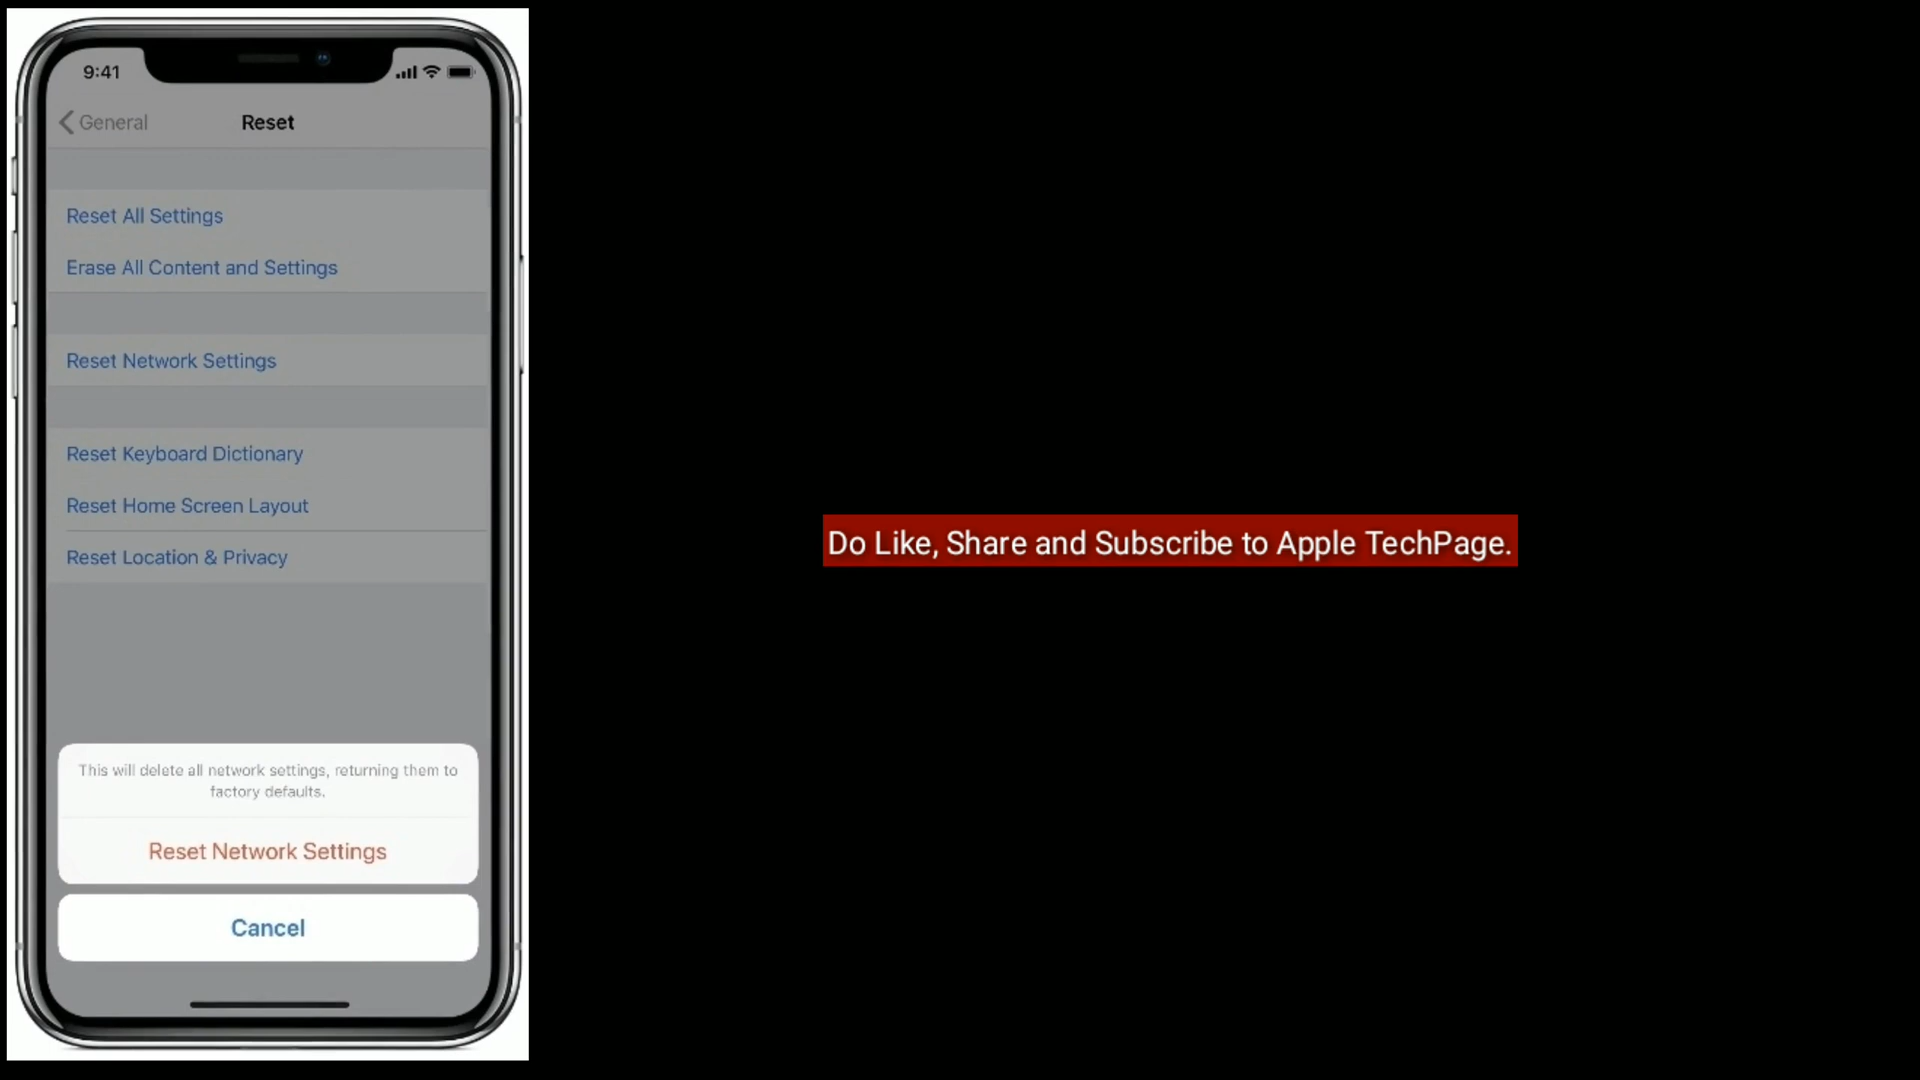 9:41
General
Reset
Reset All Settings
Erase All Content and Settings
Reset Network Settings
Reset Keyboard Dictionary
Reset Home Screen Layout
Reset Location & Privacy
This will delete all network settings, returning them to
factory defaults.
Reset Network Settings
Cancel
Do Like, Share and Subscribe to Apple TechPage.